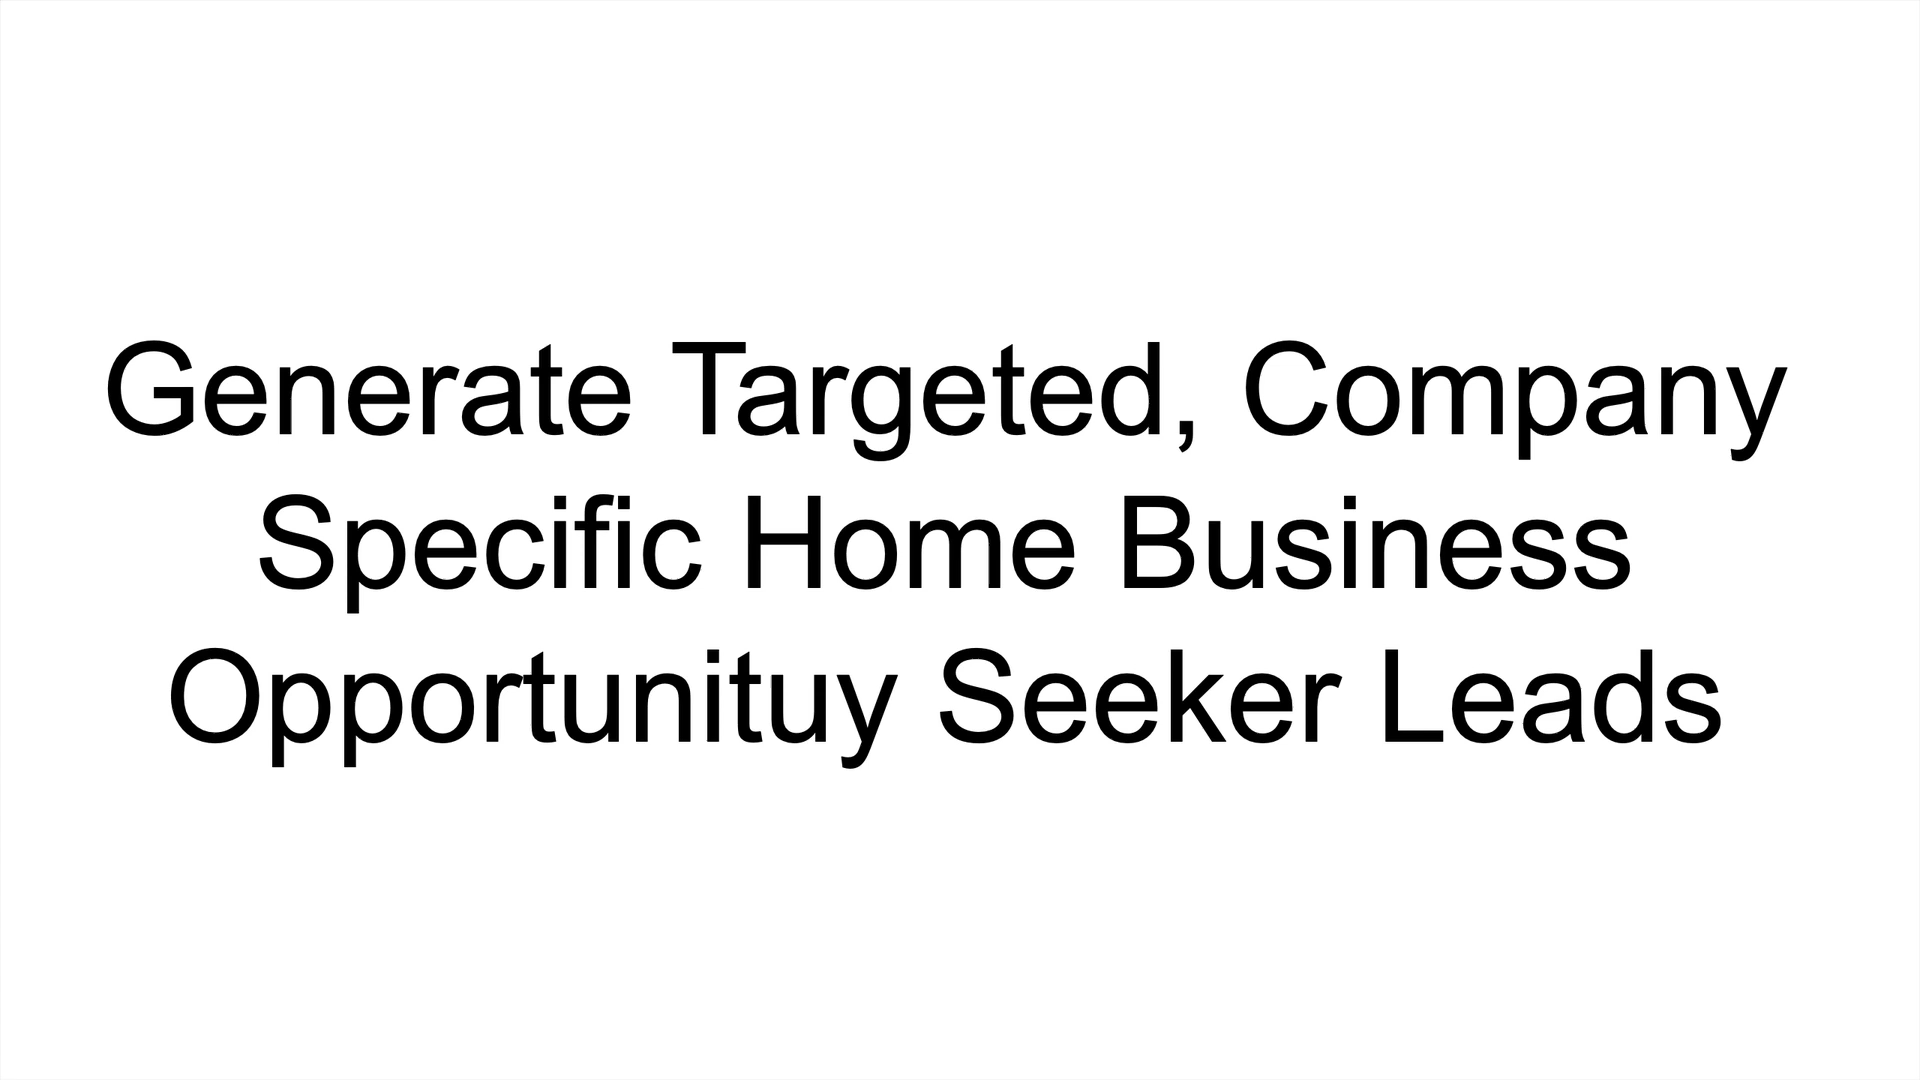 Generate Targeted, Company
Specific Home Business
Opportunituy Seeker Leads